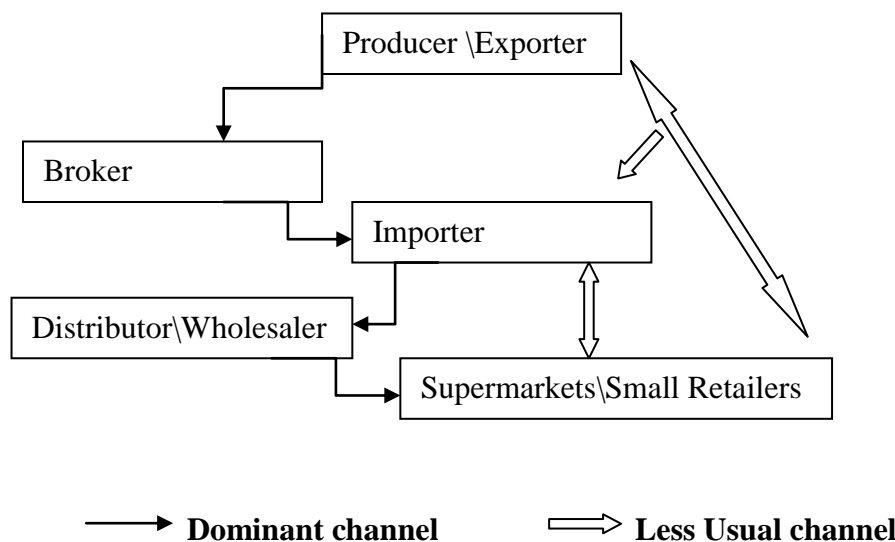 Producer \Exporter
Broker
Importer
Distributor\Wholesaler
Supermarkets\Small Retailers
Dominant channel
Less Usual channel